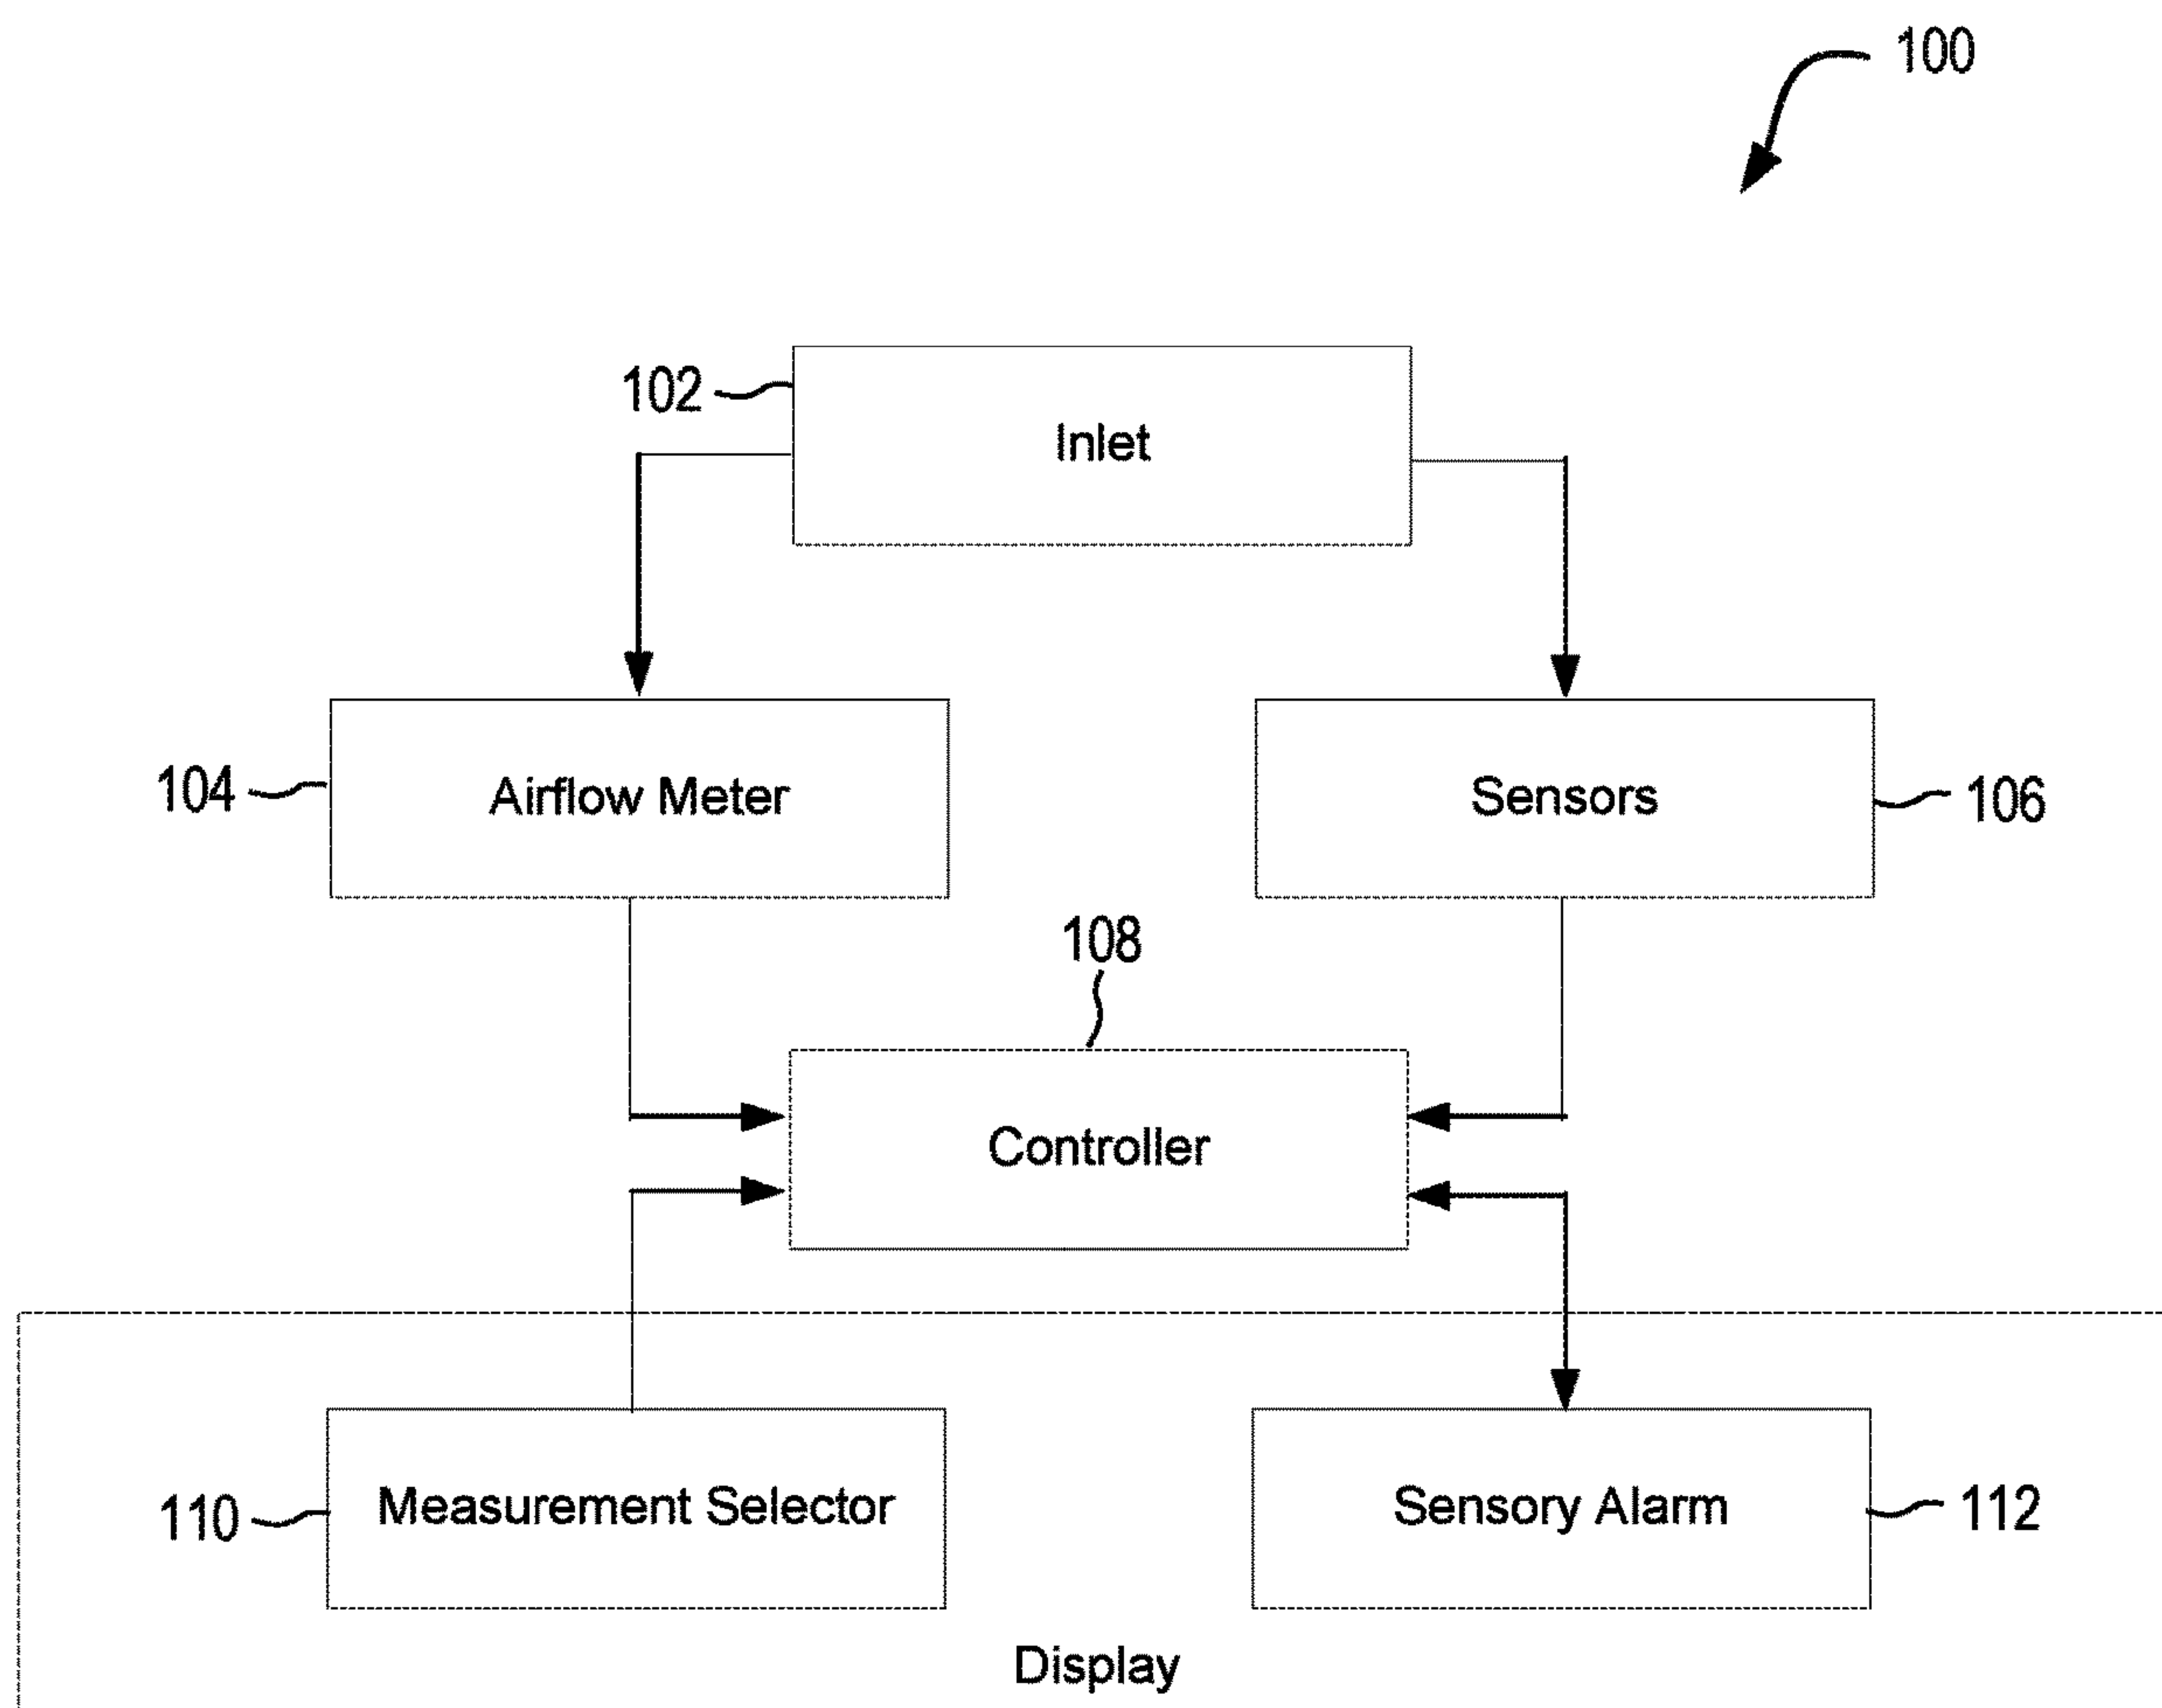 100
102
Inlet
104
Airflow Meter
Sensors
106
108
Controller
110
Measurement Selector
Sensory Alarm
112
Display